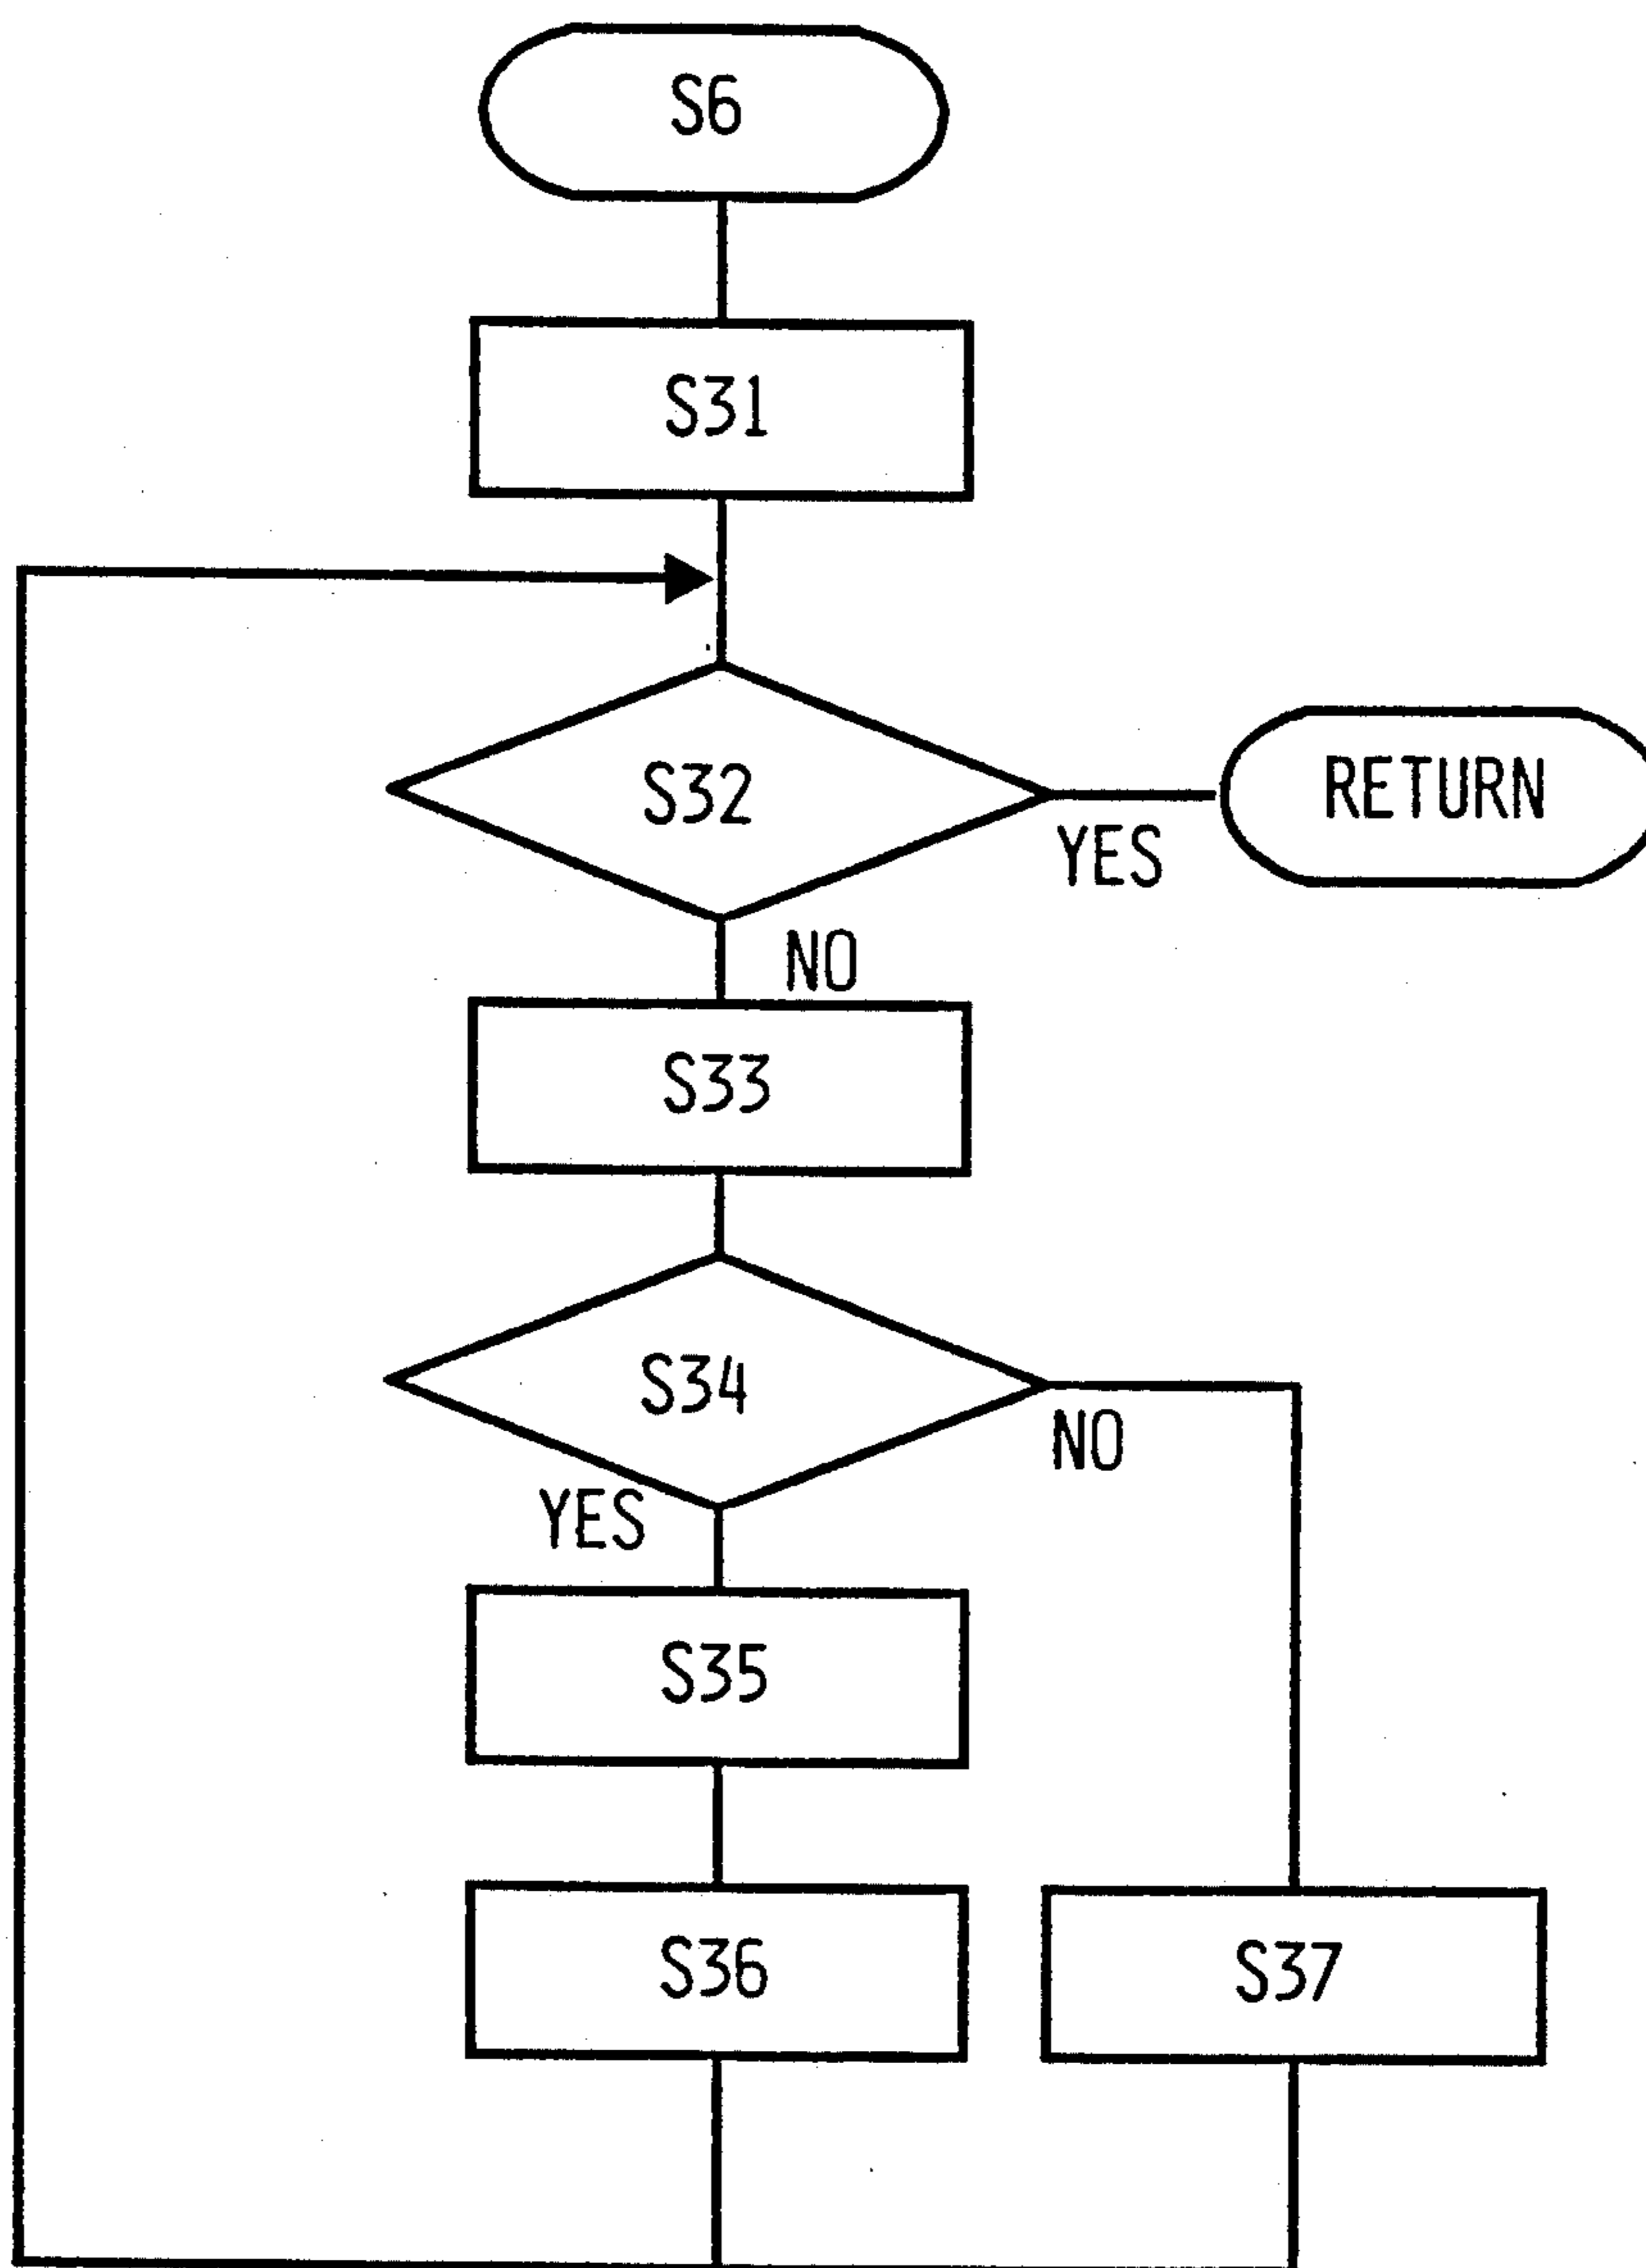 S6
S31
S32
RETURN
YES
NO
S33
S34
NO
YES
S35
S36
S37